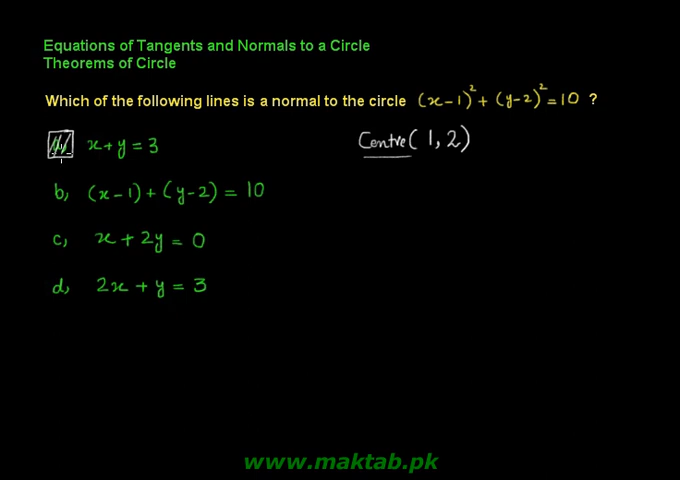 Equations of Tangents and Normals to a Circle
Theorems of Circle
Which of the following lines is a normal to the circle (x-1)² + (y-2)² = 10 ?
x + y = 3
Centre (1, 2)
b, (x-1) + (y-2) = 10
c, x + 2y = 0
d, 2x + y = 3
www.maktab.pk